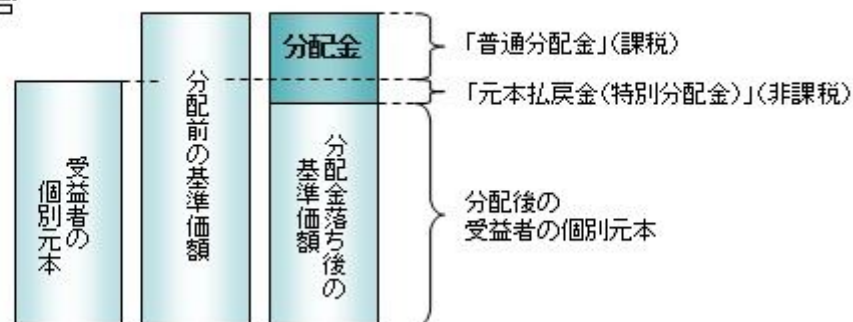 受益者の
個別元本
分配前の基準価額
分配金
分配金落ち後の
基準価額
「普通分配金」(課税)
「元本払戻金(特別分配金)」(非課税)
分配後の
受益者の個別元本